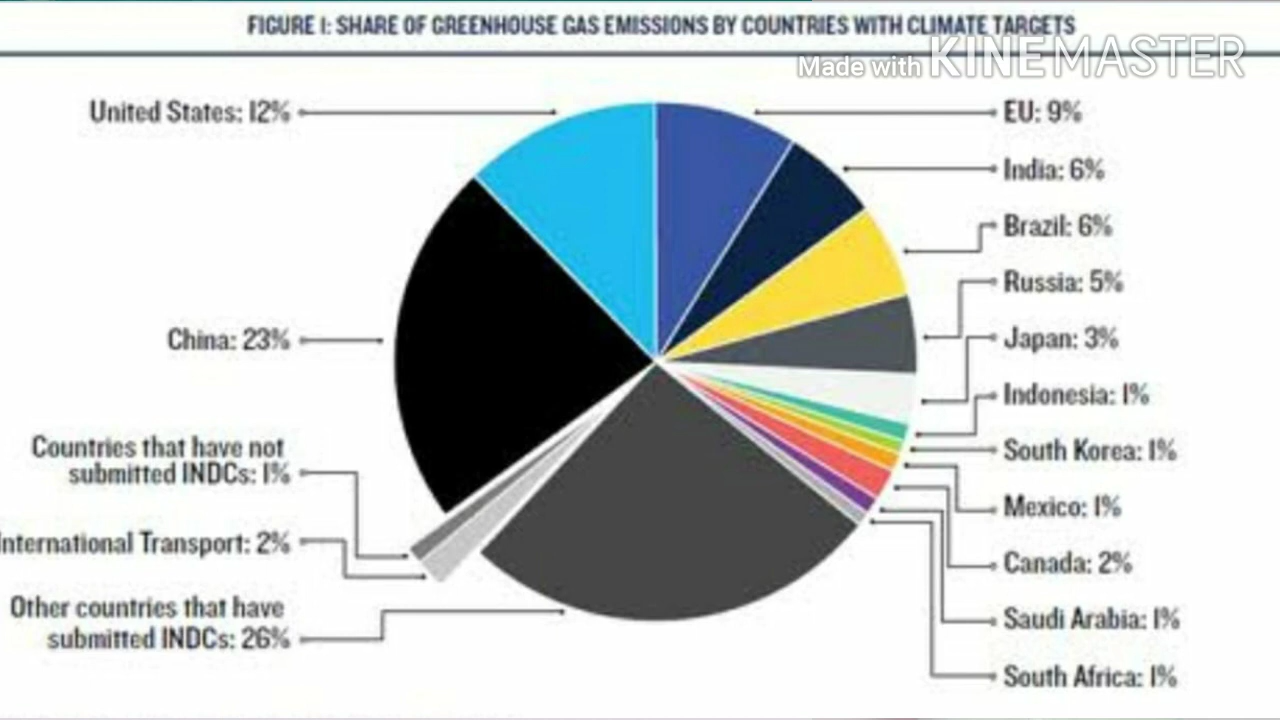 FIGURE 1: SHARE OF GREENHOUSE GAS EMISSIONS BY COUNTRIES WITH CLIMATE TARGETS
Made with KINEMASTER
United States: 12%
China: 23%
Countries that have not
submitted INDCs: 1%
International Transport: 2%
Other countries that have
submitted INDCs: 26%
EU: 9%
India: 6%
Brazil: 6%
Russia: 5%
Japan: 3%
Indonesia: 1%
South Korea: 1%
Mexico: 1%
Canada: 2%
Saudi Arabia: 1%
South Africa: 1%